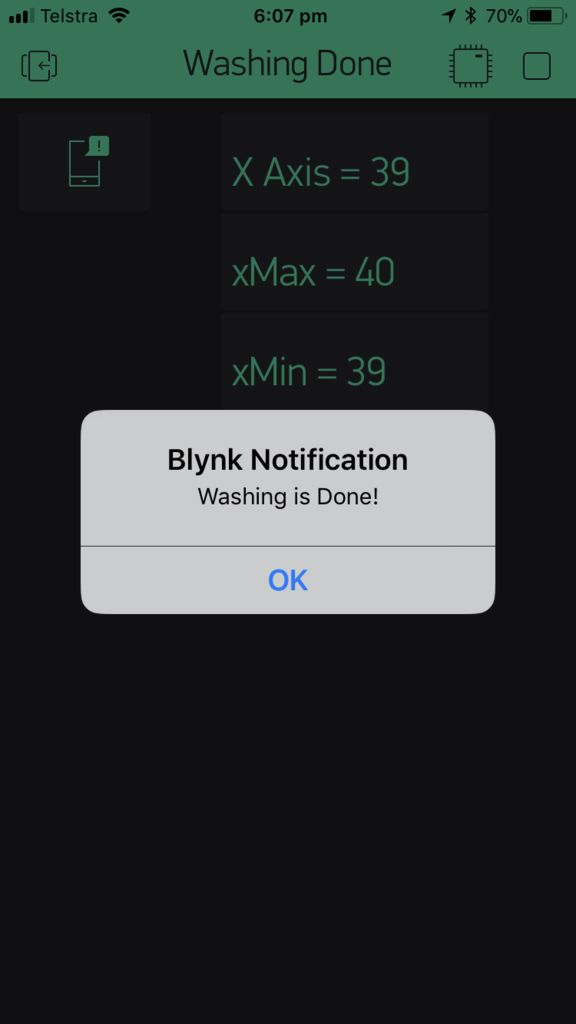 Telstra 6:07 pm 70%
Washing Done
!
X Axis = 39
xMax = 40
xMin = 39
Blynk Notification
Washing is Done!
OK